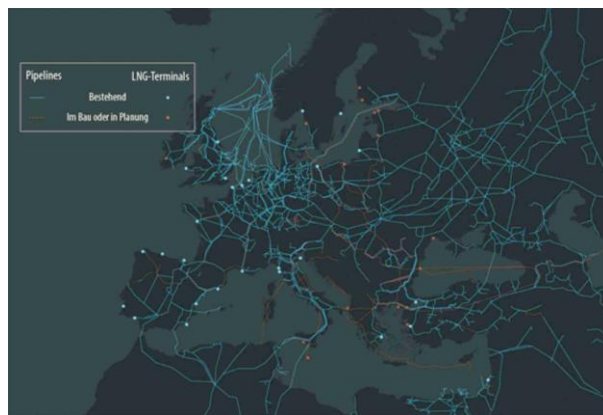 Pipelines LNG-Terminals
Bestehend
Im Bau oder in Planung